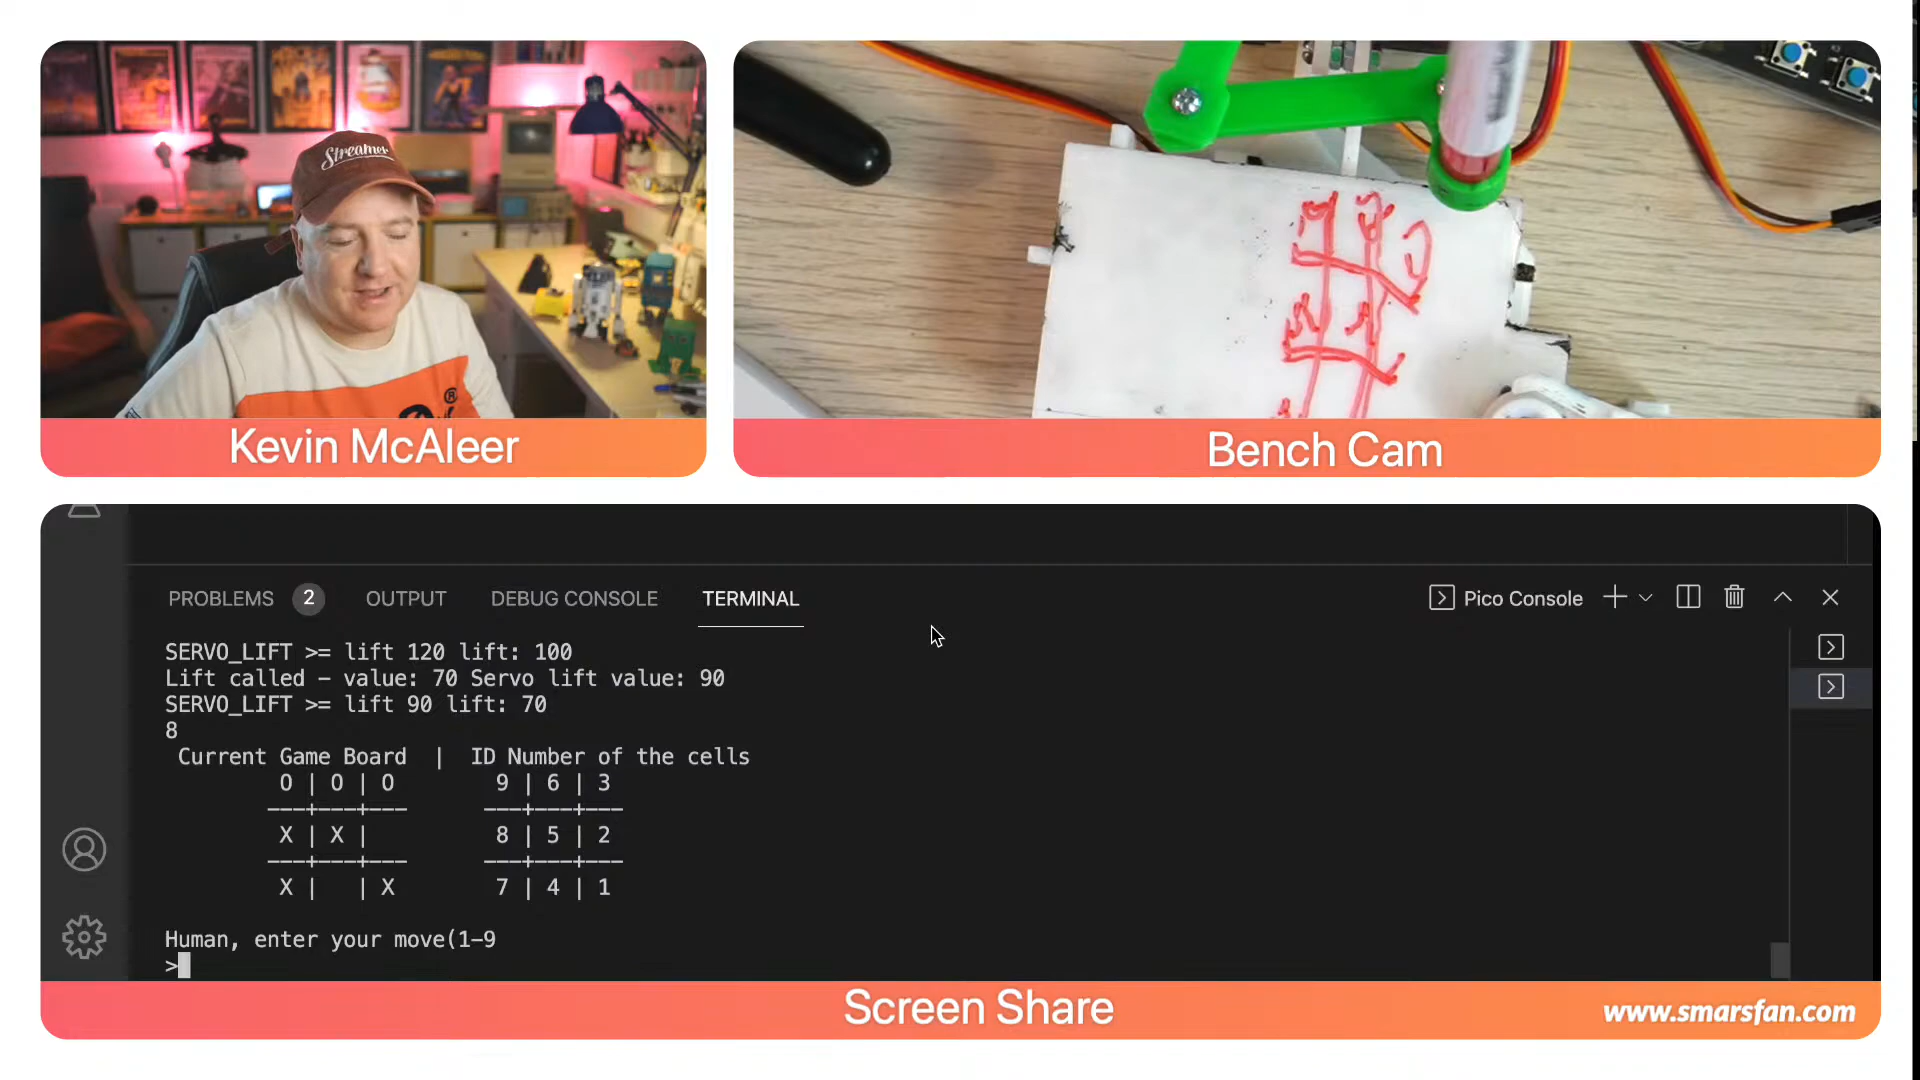 Streamer
®
Kevin McAleer
Bench Cam
PROBLEMS 2 OUTPUT DEBUG CONSOLE TERMINAL Pico Console
SERVO_LIFT >= lift 120 lift: 100
Lift called – value: 70 Servo lift value: 90
SERVO_LIFT >= lift 90 lift: 70
8
Current Game Board | ID Number of the cells
O | O | O 9 | 6 | 3
---+---+--- ---+---+---
X | X | 8 | 5 | 2
---+---+--- ---+---+---
X | | X 7 | 4 | 1
Human, enter your move(1-9
>
Screen Share
www.smarsfan.com